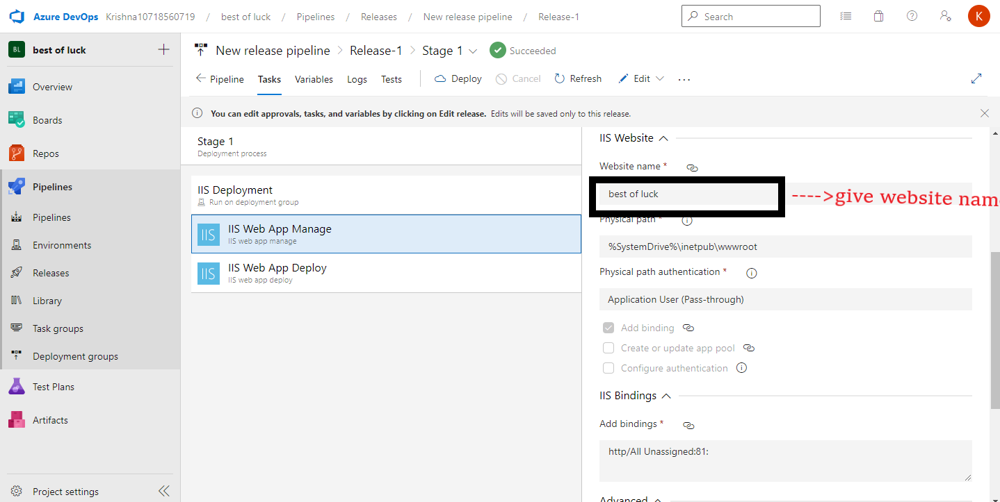 Azure DevOps Krishna10718560719 / best of luck / Pipelines / Releases / New release pipeline / Release-1
Search
K
BL best of luck
Overview
Boards
Repos
Pipelines
Pipelines
Environments
Releases
Library
Task groups
Deployment groups
Test Plans
Artifacts
Project settings
New release pipeline > Release-1 > Stage 1 Succeeded
Pipeline Tasks Variables Logs Tests Deploy Cancel Refresh Edit ...
You can edit approvals, tasks, and variables by clicking on Edit release. Edits will be saved only to this release.
Stage 1
Deployment process
IIS Deployment
Run on deployment group
IIS IIS Web App Manage
IIS web app manage
IIS IIS Web App Deploy
IIS web app deploy
IIS Website
Website name *
best of luck
---->give website name
Physical path *
%SystemDrive%\inetpub\wwwroot
Physical path authentication *
Application User (Pass-through)
Add binding
Create or update app pool
Configure authentication
IIS Bindings
Add bindings *
http/All Unassigned:81:
Advanced